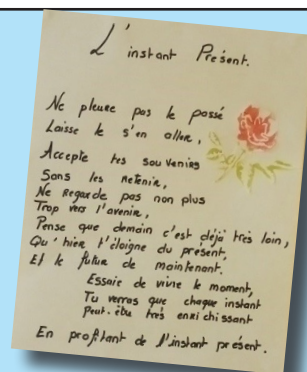 L'instant Présent.
Ne pleure pas le passé
Laisse le s'en aller,
Accepte tes souvenirs
Sans les retenir,
Ne regarde pas non plus
Trop vers l'avenir,
Pense que demain c'est déjà très loin,
Qu'hier t'éloigne du présent,
Et le futur de maintenant.
Essaie de vivre le moment,
Tu verras que chaque instant
Peut-être très enrichissant
En profitant de l'instant présent.